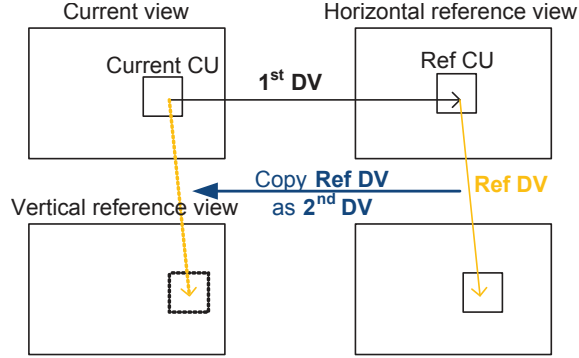 Current view
Horizontal reference view
Current CU
Ref CU
1st DV
Copy Ref DV
as 2nd DV
Ref DV
Vertical reference view